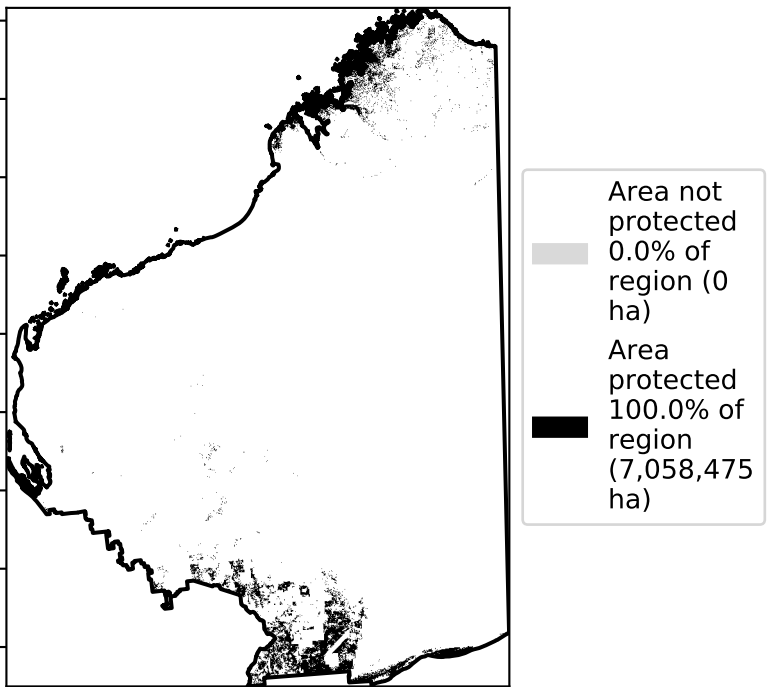 Area not
protected
0.0% of
region (0
ha)
Area
protected
100.0% of
region
(7,058,475
ha)